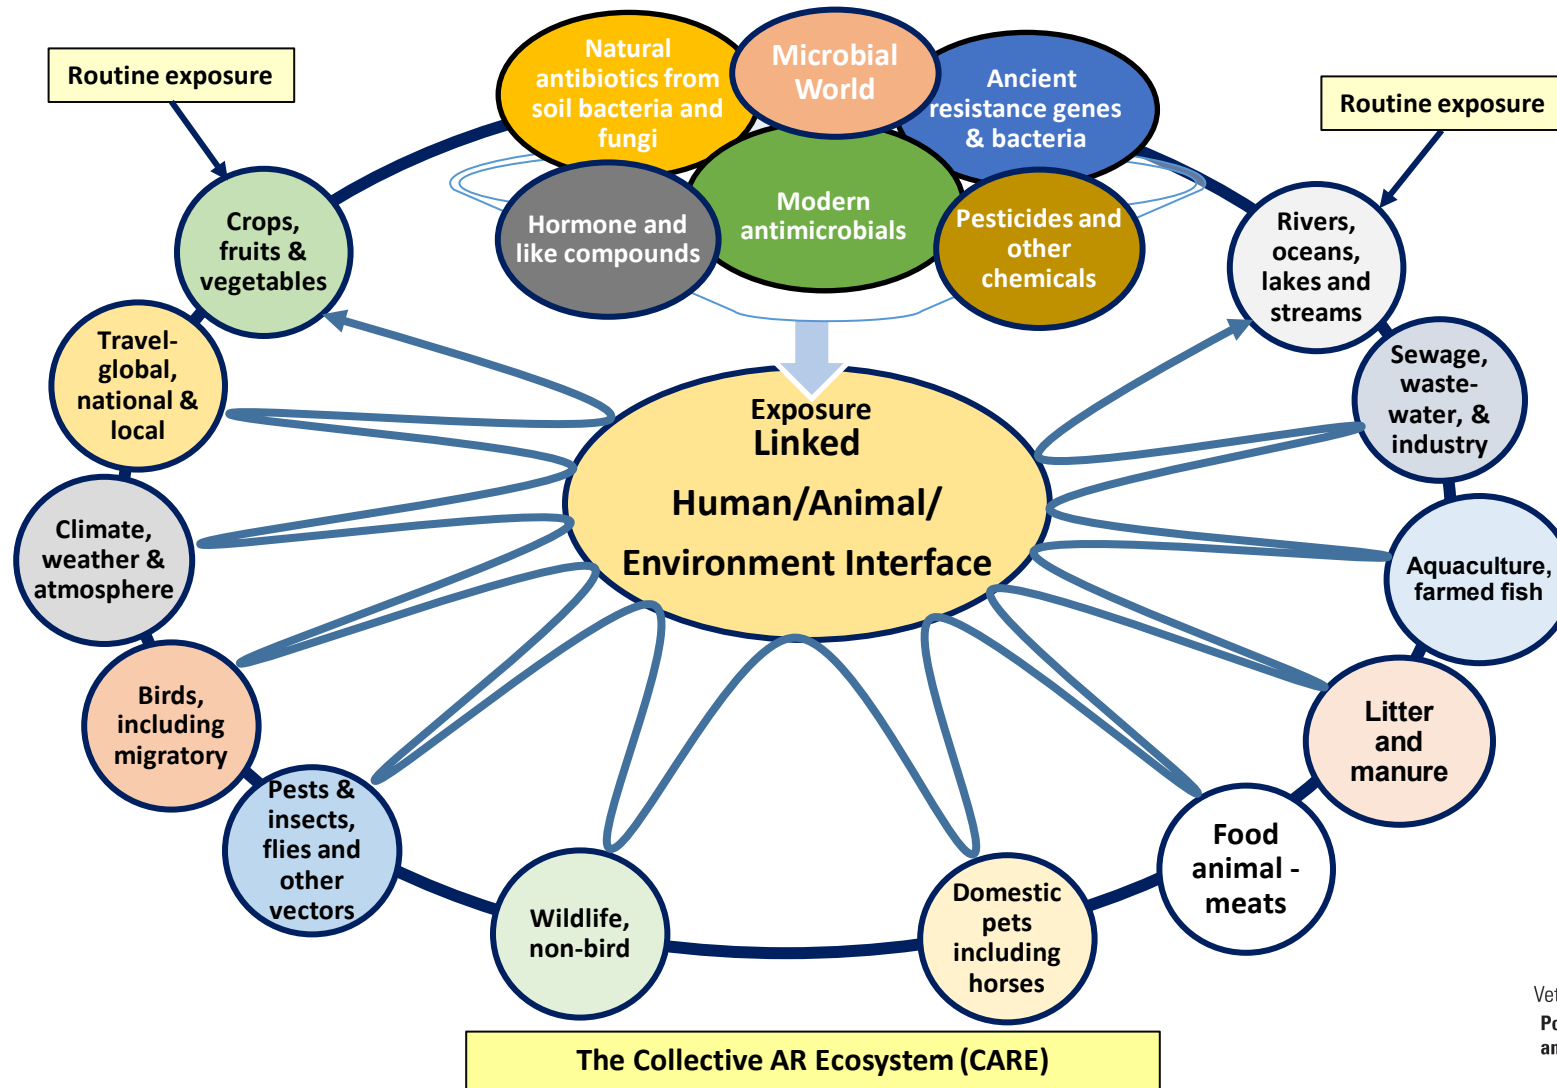 Routine exposure
Natural
antibiotics from
soil bacteria and
fungi
Microbial
World
Ancient
resistance genes
& bacteria
Routine exposure
Hormone and
like compounds
Modern
antimicrobials
Pesticides and
other
chemicals
Crops,
fruits &
vegetables
Rivers,
oceans,
lakes and
streams
Travel-
global,
national &
local
Sewage,
waste-
water, &
industry
Exposure
Linked
Human/Animal/
Environment Interface
Climate,
weather &
atmosphere
Aquaculture,
farmed fish
Birds,
including
migratory
Litter
and
manure
Pests &
insects,
flies and
other
vectors
Food
animal -
meats
Wildlife,
non-bird
Domestic
pets
including
horses
The Collective AR Ecosystem (CARE)
Vet
Po
an